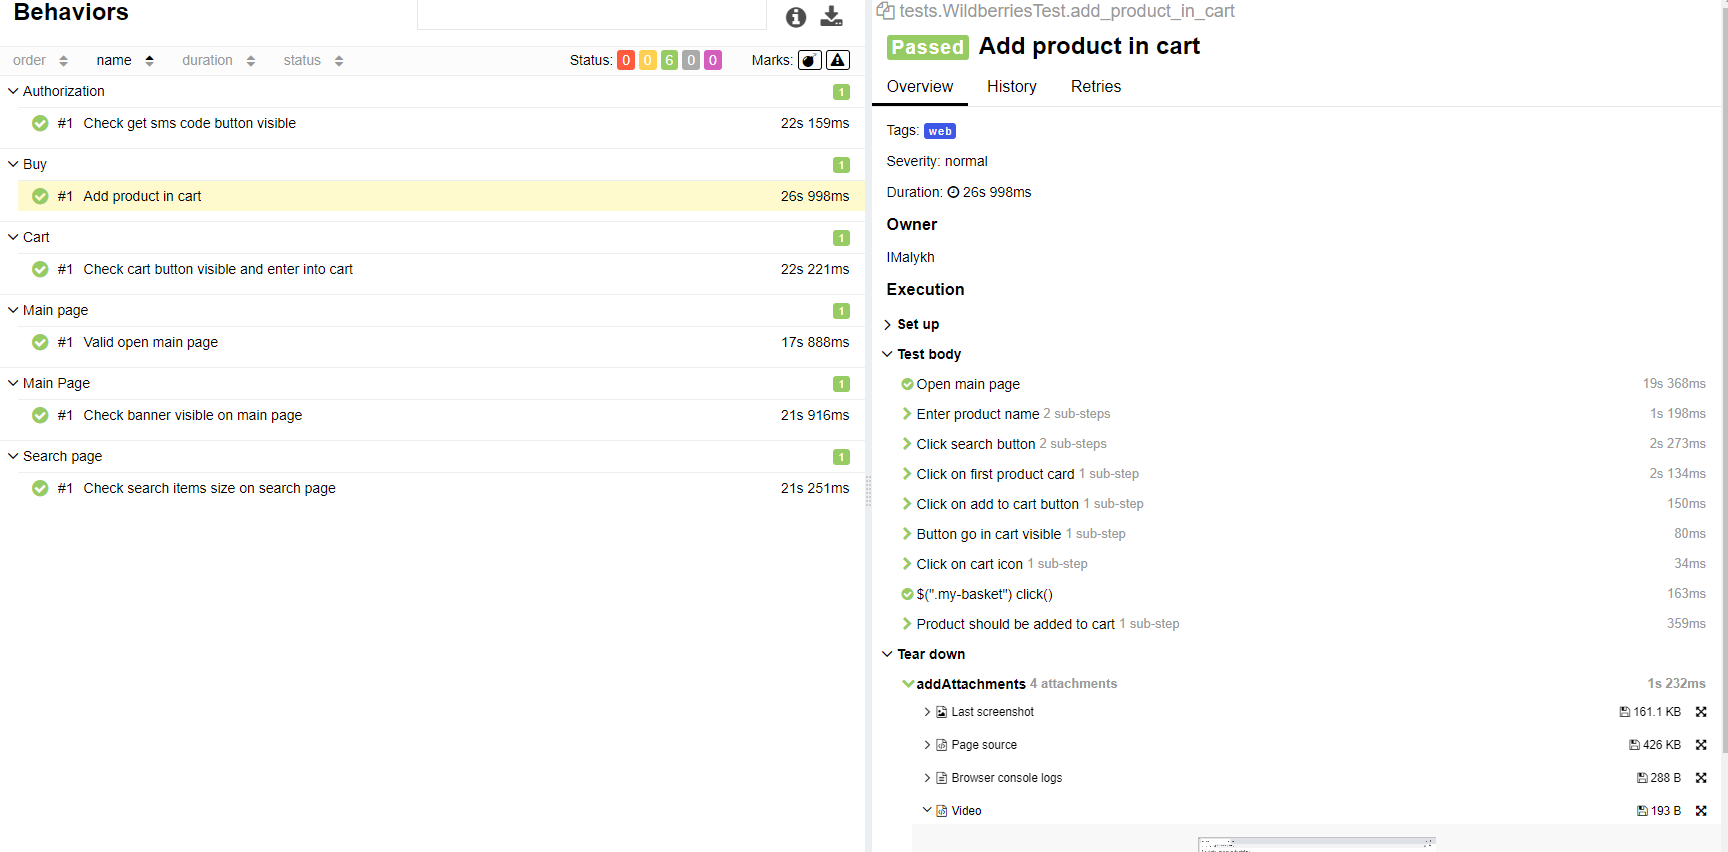 Behaviors
order name duration status Status: 0 0 6 0 0 Marks:
Authorization 1
#1 Check get sms code button visible 22s 159ms
Buy 1
#1 Add product in cart 26s 998ms
Cart 1
#1 Check cart button visible and enter into cart 22s 221ms
Main page 1
#1 Valid open main page 17s 888ms
Main Page 1
#1 Check banner visible on main page 21s 916ms
Search page 1
#1 Check search items size on search page 21s 251ms
tests.WildberriesTest.add_product_in_cart
Passed Add product in cart
Overview History Retries
Tags: web
Severity: normal
Duration: 26s 998ms
Owner
IMalykh
Execution
Set up
Test body
Open main page 19s 368ms
Enter product name 2 sub-steps 1s 198ms
Click search button 2 sub-steps 2s 273ms
Click on first product card 1 sub-step 2s 134ms
Click on add to cart button 1 sub-step 150ms
Button go in cart visible 1 sub-step 80ms
Click on cart icon 1 sub-step 34ms
$(".my-basket") click() 163ms
Product should be added to cart 1 sub-step 359ms
Tear down
addAttachments 4 attachments 1s 232ms
Last screenshot 161.1 KB
Page source 426 KB
Browser console logs 288 B
Video 193 B